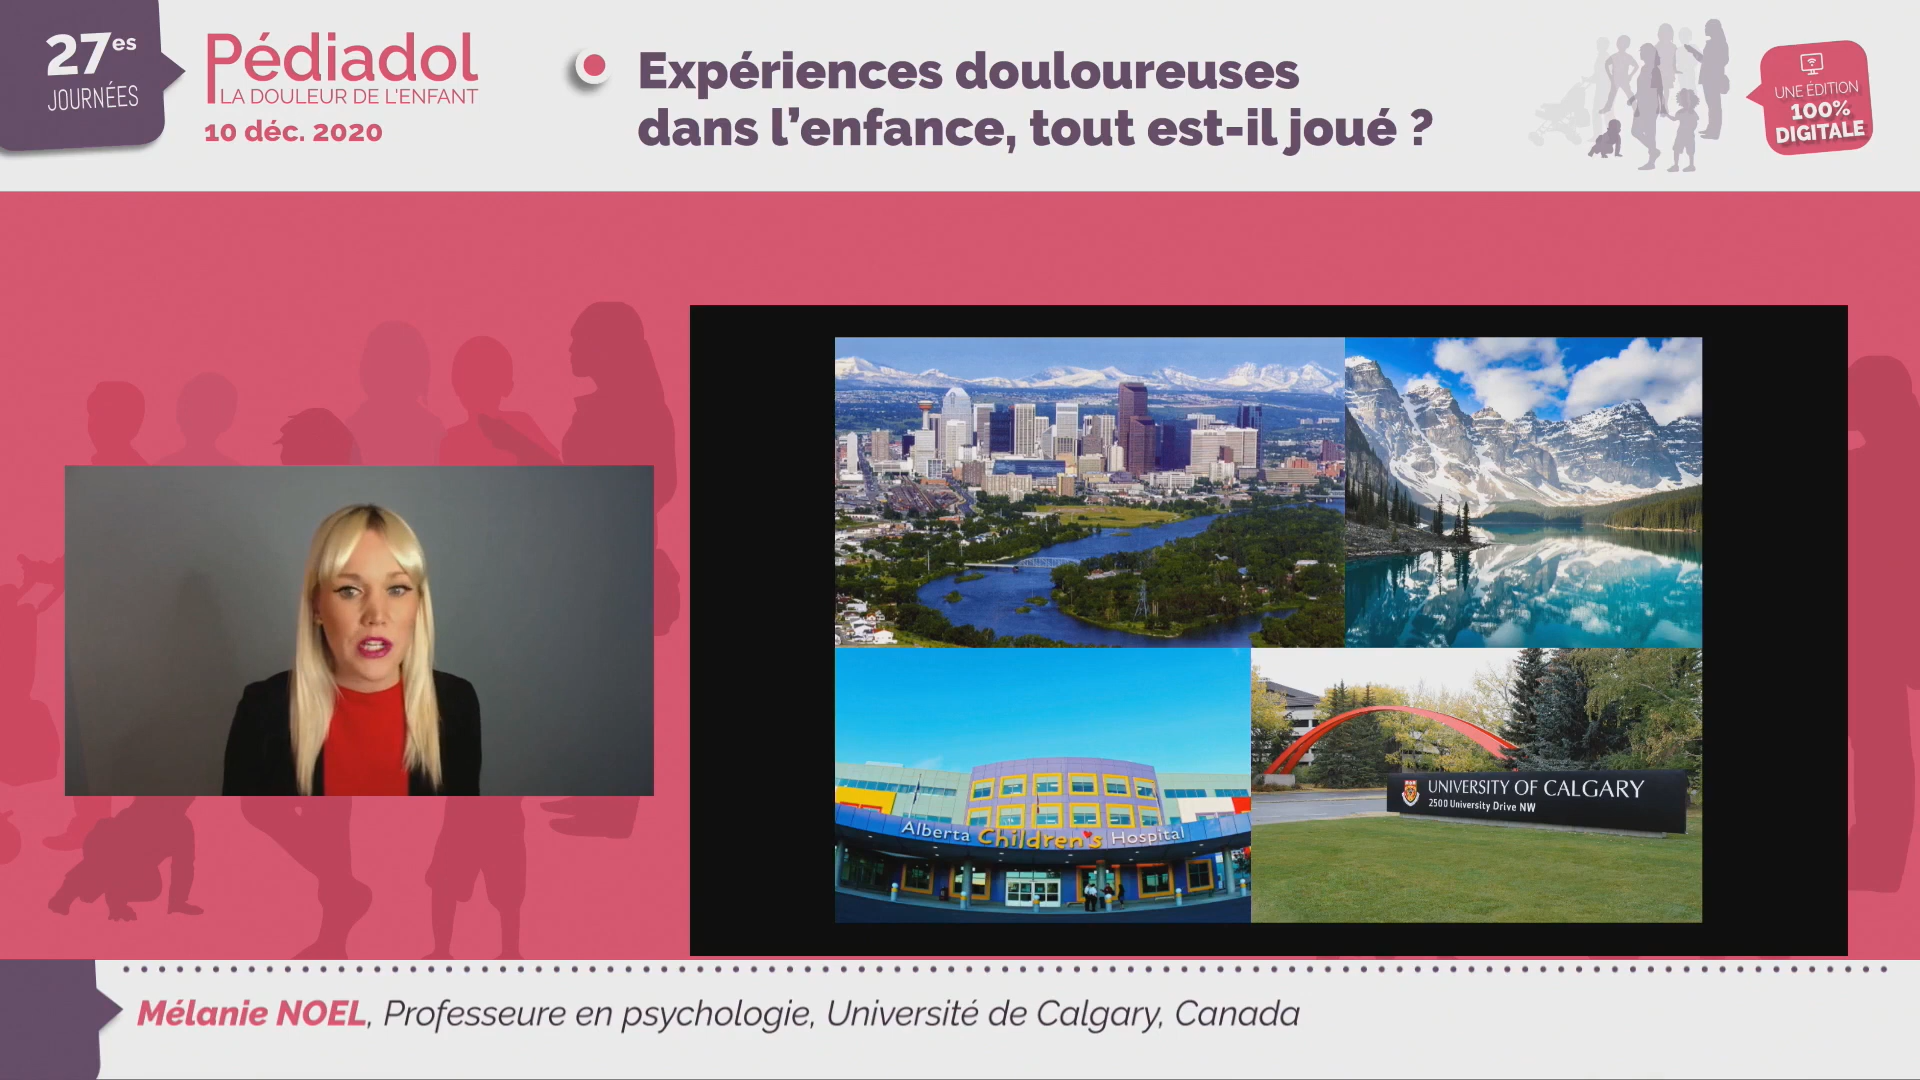 27es
JOURNÉES
Pédiadol
LA DOULEUR DE L'ENFANT
10 déc. 2020
Expériences douloureuses
dans l'enfance, tout est-il joué ?
UNE ÉDITION
100%
DIGITALE
Alberta Children's Hospital
UNIVERSITY OF CALGARY
2500 University Drive NW
Mélanie NOEL, Professeure en psychologie, Université de Calgary, Canada